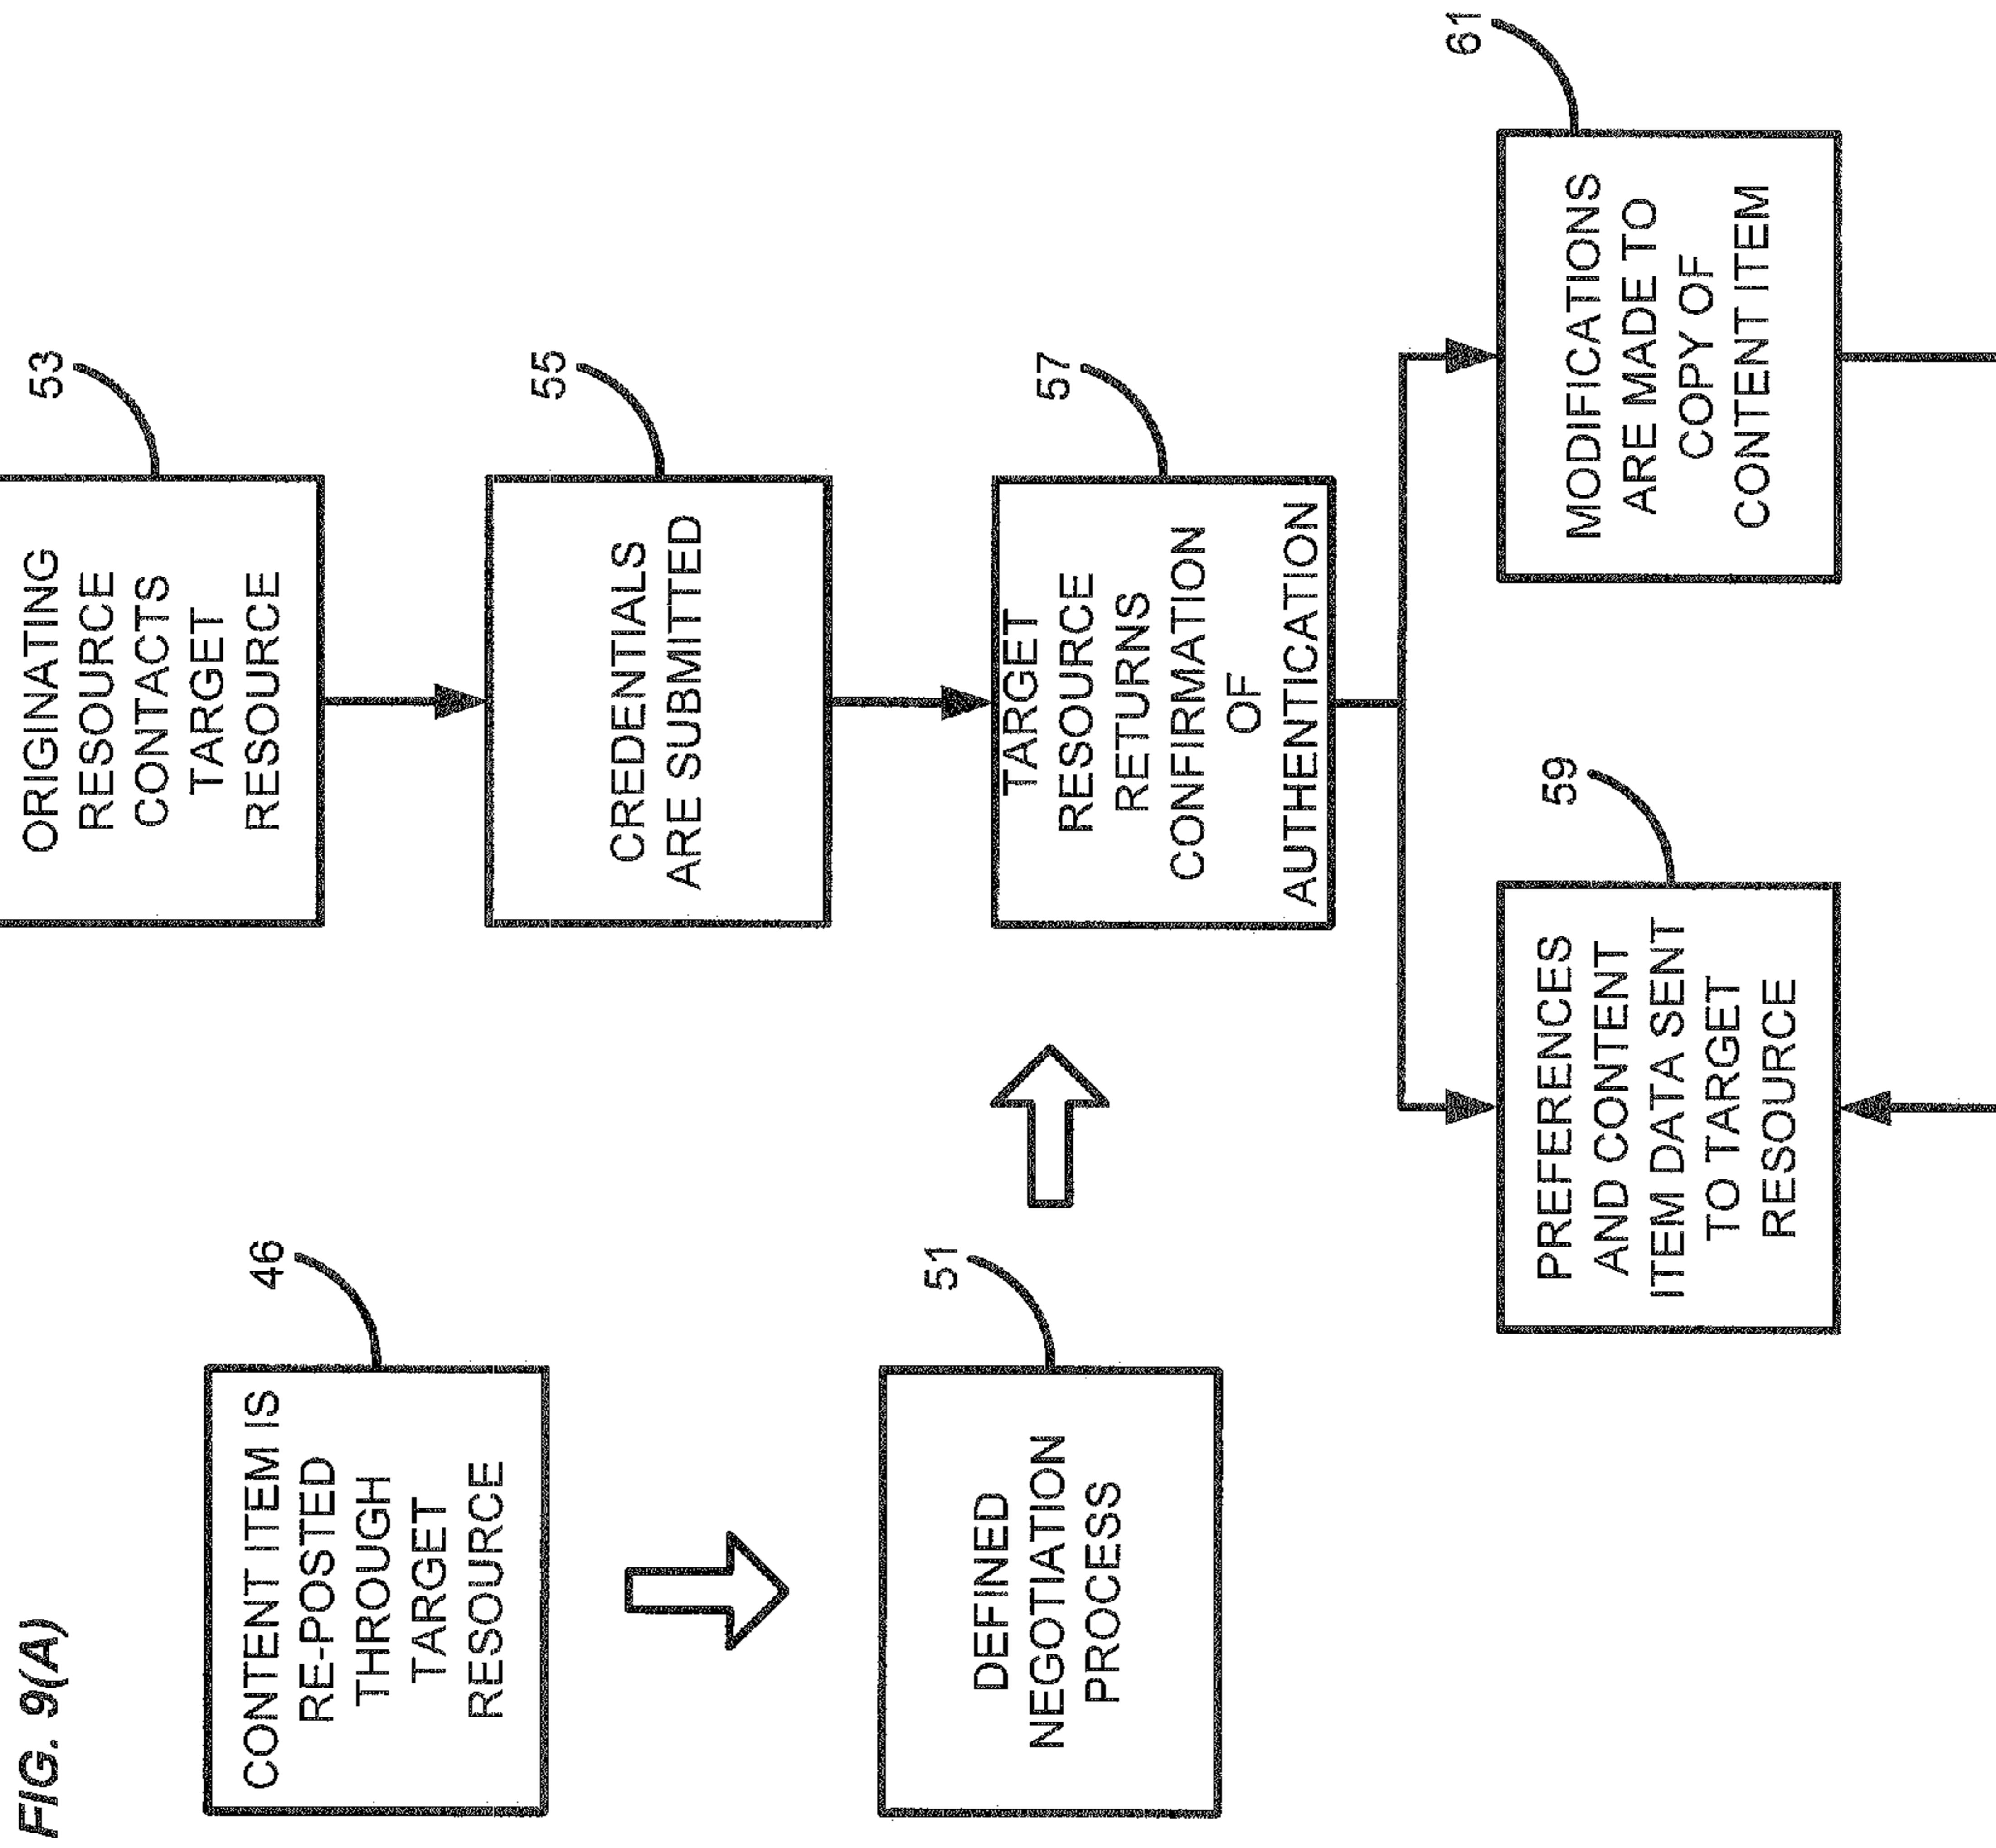 FIG. 9(A)
CONTENT ITEM IS
RE-POSTED
THROUGH
TARGET
RESOURCE
46
DEFINED
NEGOTIATION
PROCESS
51
ORIGINATING
RESOURCE
CONTACTS
TARGET
RESOURCE
53
CREDENTIALS
ARE SUBMITTED
55
TARGET
RESOURCE
RETURNS
CONFIRMATION
OF
AUTHENTICATION
57
PREFERENCES
AND CONTENT
ITEM DATA SENT
TO TARGET
RESOURCE
59
MODIFICATIONS
ARE MADE TO
COPY OF
CONTENT ITEM
61